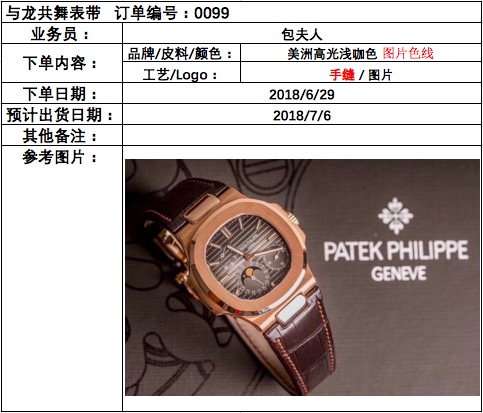 与龙共舞表带 订单编号：0099
业务员： 包夫人
下单内容： 品牌/皮料/颜色： 美洲高光浅咖色 图片色线
工艺/Logo： 手缝 / 图片
下单日期： 2018/6/29
预计出货日期： 2018/7/6
其他备注：
参考图片：
PATEK PHILIPPE
GENEVE